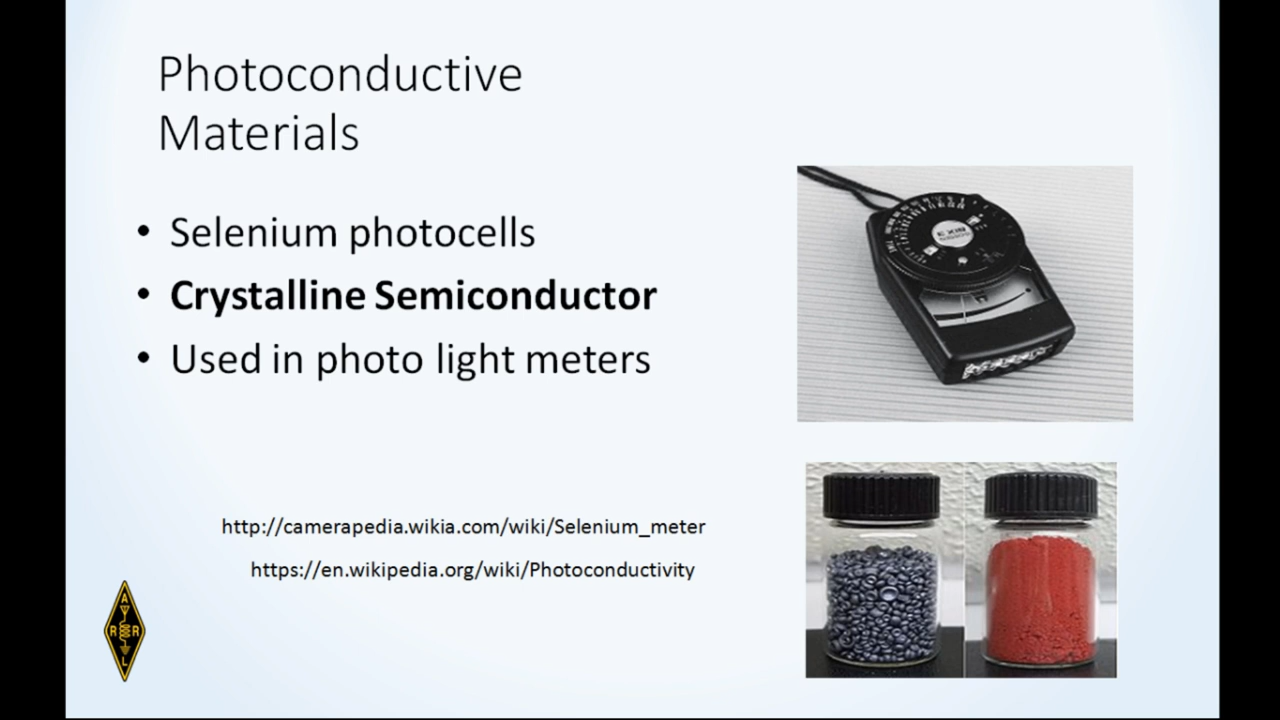 Photoconductive
Materials
• Selenium photocells
• Crystalline Semiconductor
• Used in photo light meters
http://camerapedia.wikia.com/wiki/Selenium_meter
https://en.wikipedia.org/wiki/Photoconductivity
A
R R
L